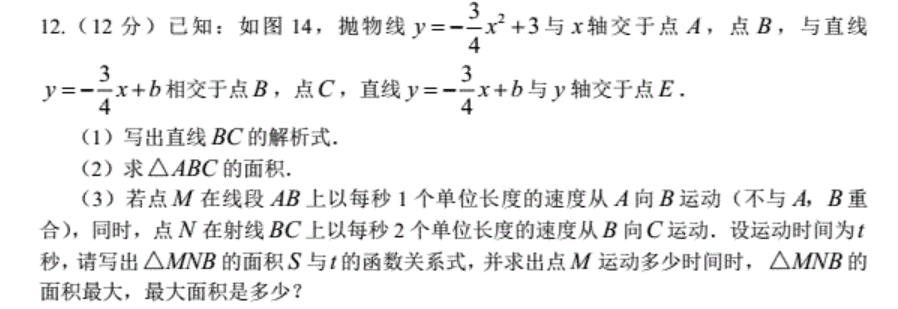 12.（12 分）已知：如图 14，抛物线 y=-3/4x²+3 与 x 轴交于点 A，点 B，与直线
y=-3/4x+b 相交于点 B，点 C，直线 y=-3/4x+b 与 y 轴交于点 E．
（1）写出直线 BC 的解析式．
（2）求△ABC 的面积．
（3）若点 M 在线段 AB 上以每秒 1 个单位长度的速度从 A 向 B 运动（不与 A，B 重
合），同时，点 N 在射线 BC 上以每秒 2 个单位长度的速度从 B 向 C 运动．设运动时间为 t
秒，请写出△MNB 的面积 S 与 t 的函数关系式，并求出点 M 运动多少时间时，△MNB 的
面积最大，最大面积是多少？